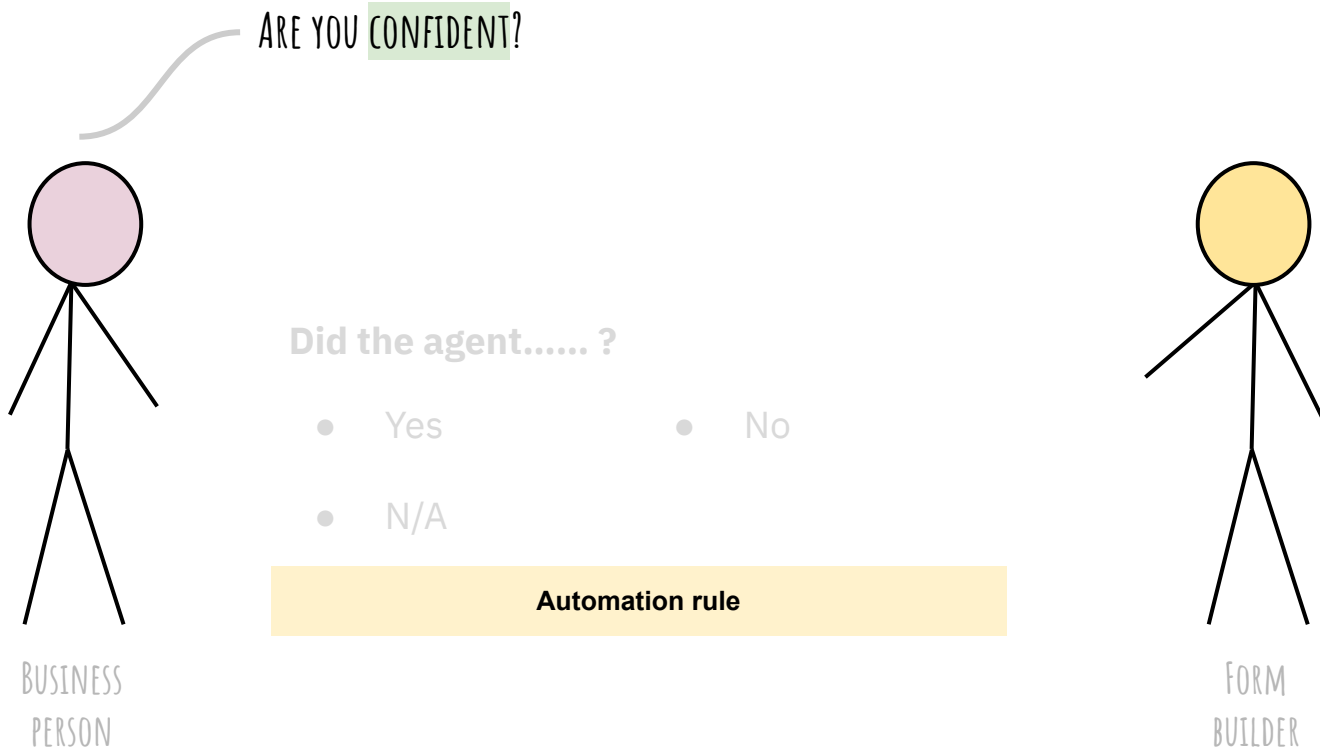 ARE YOU CONFIDENT?
Did the agent...... ?
● Yes
● No
● N/A
Automation rule
BUSINESS
PERSON
FORM
BUILDER